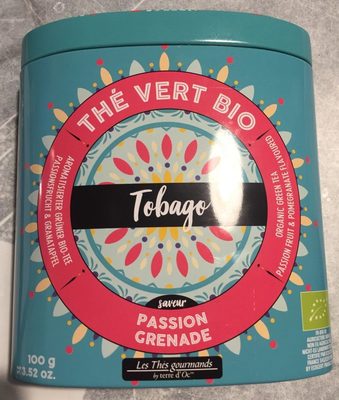 THÉ VERT BIO
AROMATISIERTER GRÜNER BIO-TEE
PASSIONSFRUCHT & GRANATAPFEL
Tobago
ORGANIC GREEN TEA
PASSION FRUIT & POMEGRANATE FLAVOURED
saveur
PASSION
GRENADE
100 g
3.52 OZ.
Les Thés gourmands
by terre d'Oc